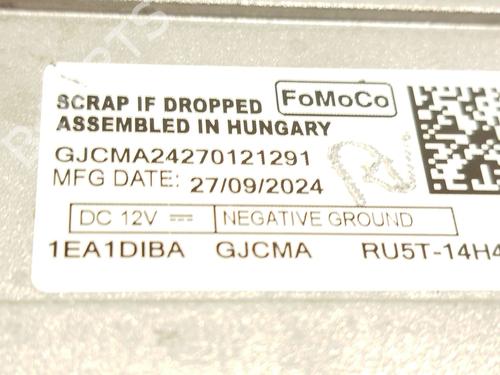 SCRAP IF DROPPED
FoMoCo
ASSEMBLED IN HUNGARY
GJCMA24270121291
MFG DATE: 27/09/2024
DC 12V
NEGATIVE GROUND
1EA1DIBA GJCMA RU5T-14H4